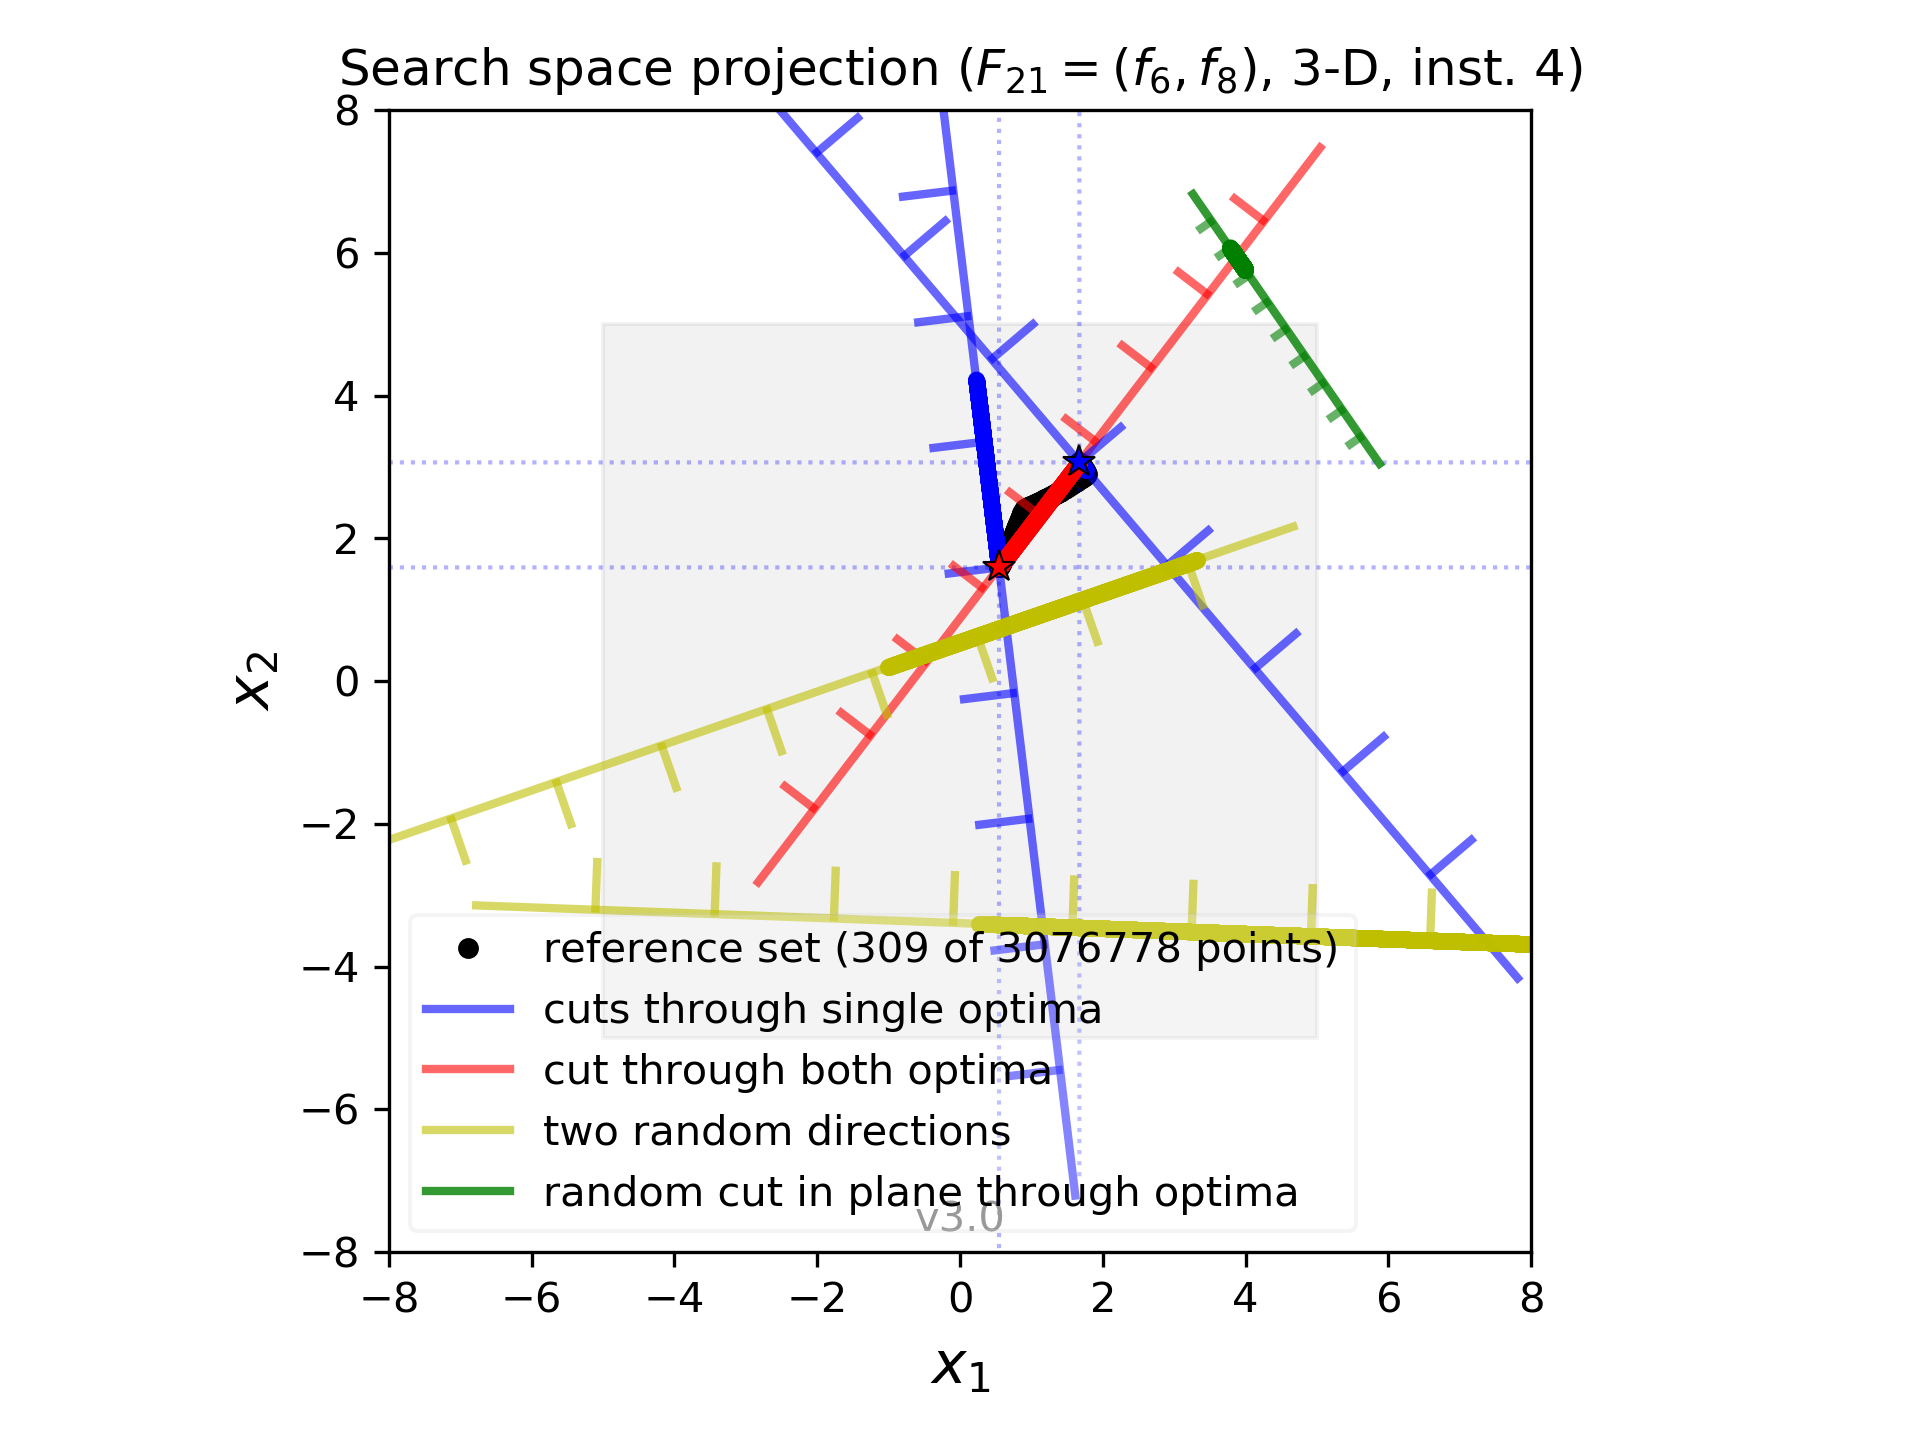 Search space projection (F21 = (f6, f8), 3-D, inst. 4)
8
6
4
2
0
−2
−4
−6
−8
x2
reference set (309 of 3076778 points)
cuts through single optima
cut through both optima
two random directions
random cut in plane through optima
v3.0
−8 −6 −4 −2 0 2 4 6 8
x1